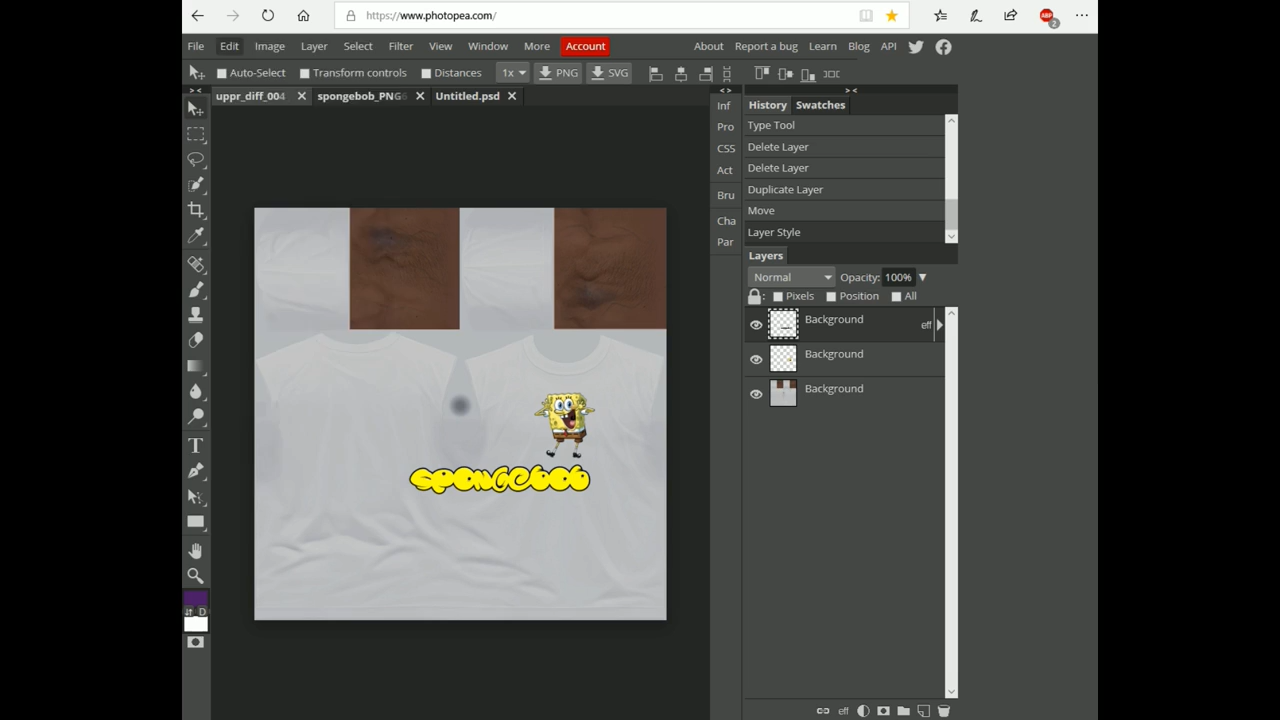 https://www.photopea.com/
ABP
2
File Edit Image Layer Select Filter View Window More Account About Report a bug Learn Blog API
Auto-Select Transform controls Distances 1x PNG SVG
uppr_diff_004 spongebob_PNG6 Untitled.psd
> <
< >
> <
Inf
Pro
CSS
Act
Bru
Cha
Par
History Swatches
Type Tool
Delete Layer
Delete Layer
Duplicate Layer
Move
Layer Style
Layers
Normal Opacity: 100%
Pixels Position All
Background eff
Background
Background
spongebob
T
D
eff